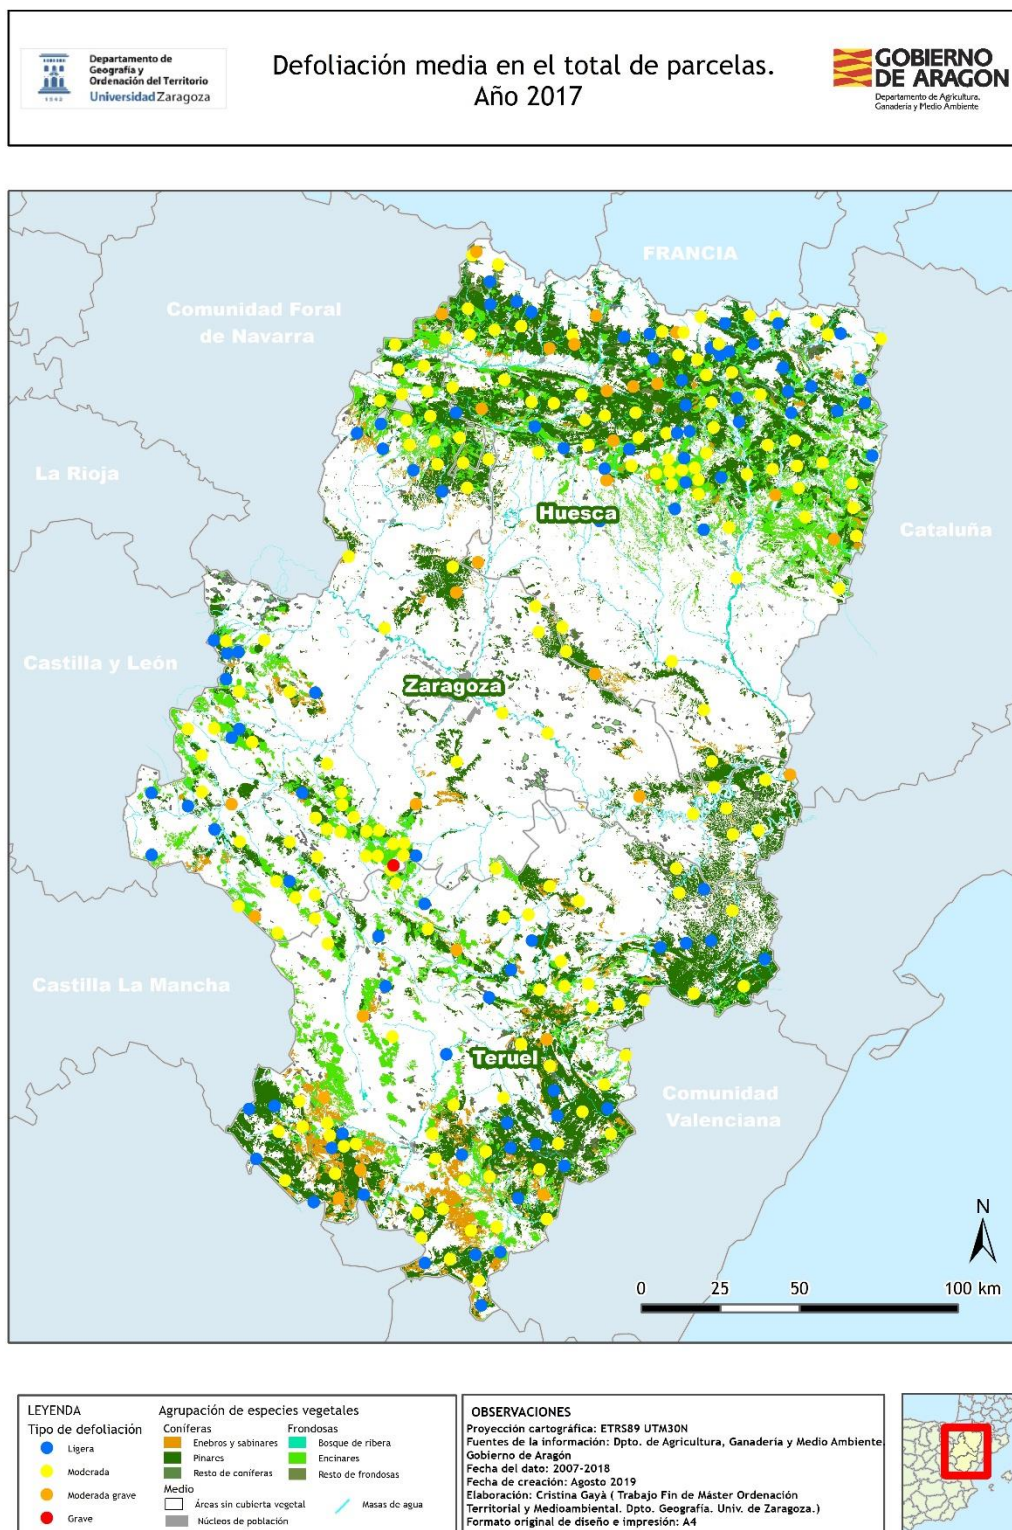 Departamento de
Geografía y
Ordenación del Territorio
Universidad Zaragoza
1542
Defoliación media en el total de parcelas.
Año 2017
GOBIERNO
DE ARAGON
Departamento de Agricultura,
Ganadería y Medio Ambiente
FRANCIA
Comunidad Foral
de Navarra
La Rioja
Huesca
Cataluña
Castilla y León
Zaragoza
Castilla La Mancha
Teruel
Comunidad
Valenciana
N
0 25 50 100 km
LEYENDA
Tipo de defoliación
Ligera
Moderada
Moderada grave
Grave
Agrupación de especies vegetales
Coníferas
Enebros y sabinares
Pinares
Resto de coníferas
Frondosas
Bosque de ribera
Encinares
Resto de frondosas
Medio
Áreas sin cubierta vegetal
Masas de agua
Núcleos de población
OBSERVACIONES
Proyección cartográfica: ETRS89 UTM30N
Fuentes de la información: Dpto. de Agricultura, Ganadería y Medio Ambiente.
Gobierno de Aragón
Fecha del dato: 2007-2018
Fecha de creación: Agosto 2019
Elaboración: Cristina Gayà ( Trabajo Fin de Máster Ordenación
Territorial y Medioambiental. Dpto. Geografía. Univ. de Zaragoza.)
Formato original de diseño e impresión: A4